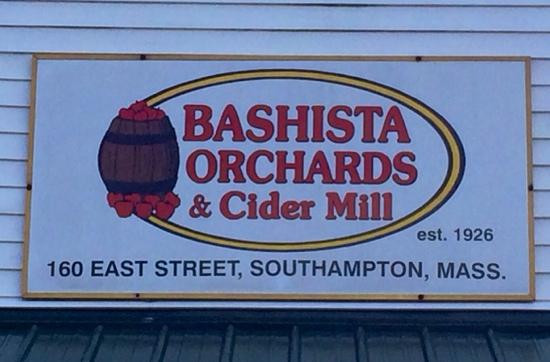 BASHISTA
ORCHARDS
& Cider Mill
est. 1926
160 EAST STREET, SOUTHAMPTON, MASS.